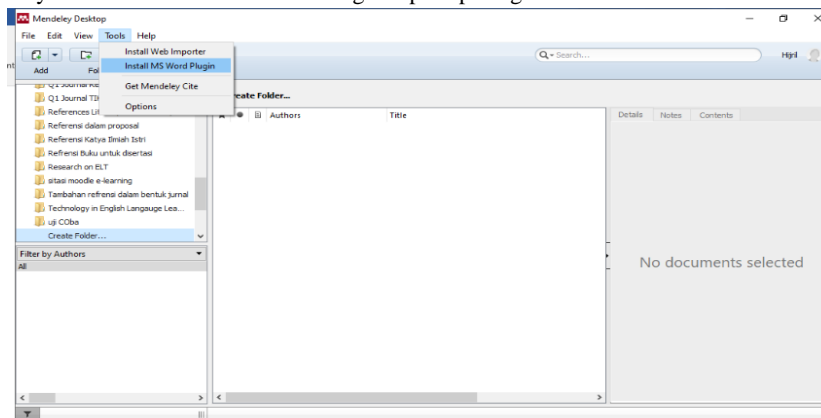 Mendeley Desktop
File Edit View Tools Help
Install Web Importer
Install MS Word Plugin
Get Mendeley Cite
Options
Search...
Hijril
Add
Q1 Journal
References
Referensi dalam proposal
Referensi Katya Ilmiah Istri
Refrensi Buku untuk disertasi
Research on ELT
sitasi moodle e-learning
Tambahan refrensi dalam bentuk jurnal
Technology in English Langauge Lea...
uji COba
Create Folder...
Folder...
Authors Title
Details Notes Contents
No documents selected
Filter by Authors
All